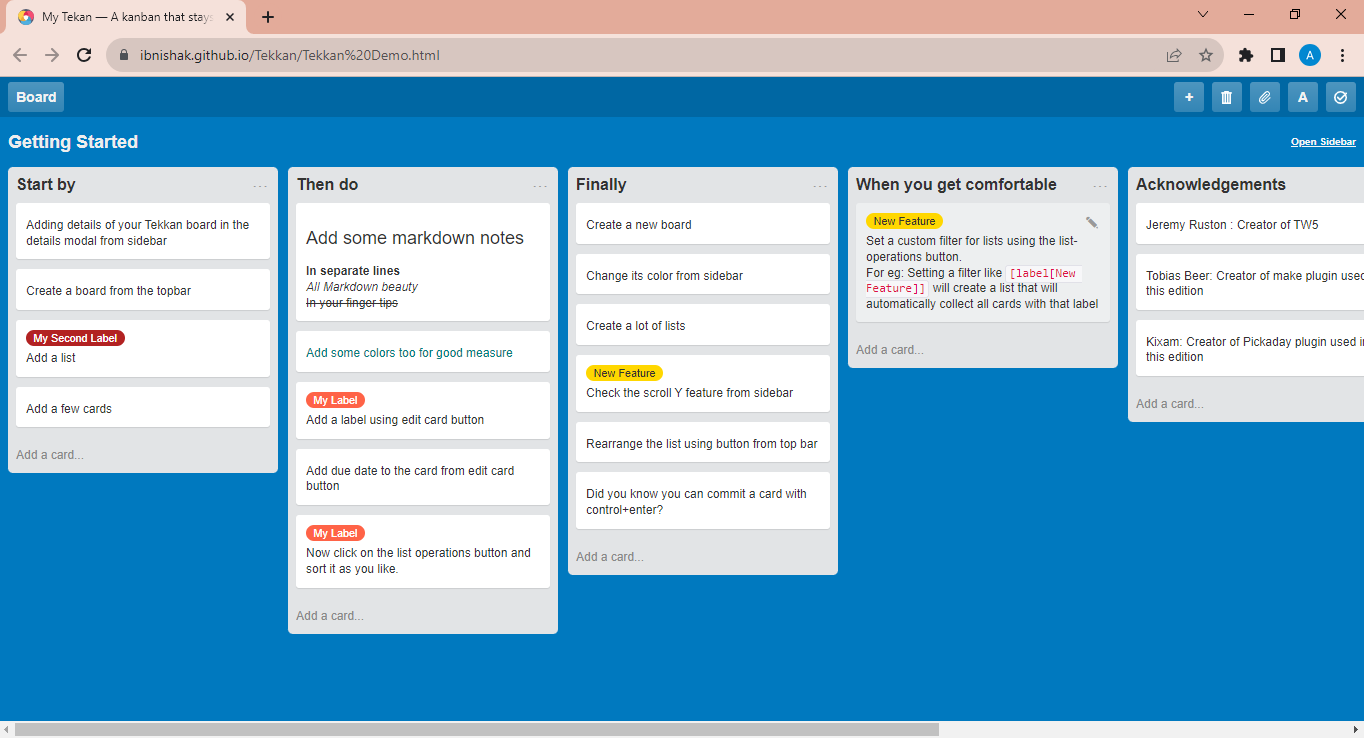 My Tekan — A kanban that stays
ibnishak.github.io/Tekkan/Tekkan%20Demo.html
A
Board
+
A
Getting Started
Open Sidebar
Start by
Adding details of your Tekkan board in the
details modal from sidebar
Create a board from the topbar
My Second Label
Add a list
Add a few cards
Add a card...
Then do
Add some markdown notes
In separate lines
All Markdown beauty
In your finger tips
Add some colors too for good measure
My Label
Add a label using edit card button
Add due date to the card from edit card
button
My Label
Now click on the list operations button and
sort it as you like.
Add a card...
Finally
Create a new board
Change its color from sidebar
Create a lot of lists
New Feature
Check the scroll Y feature from sidebar
Rearrange the list using button from top bar
Did you know you can commit a card with
control+enter?
Add a card...
When you get comfortable
New Feature
Set a custom filter for lists using the list-
operations button.
For eg: Setting a filter like [label[New
Feature]] will create a list that will
automatically collect all cards with that label
Add a card...
Acknowledgements
Jeremy Ruston : Creator of TW5
Tobias Beer: Creator of make plugin used
this edition
Kixam: Creator of Pickaday plugin used in
this edition
Add a card...